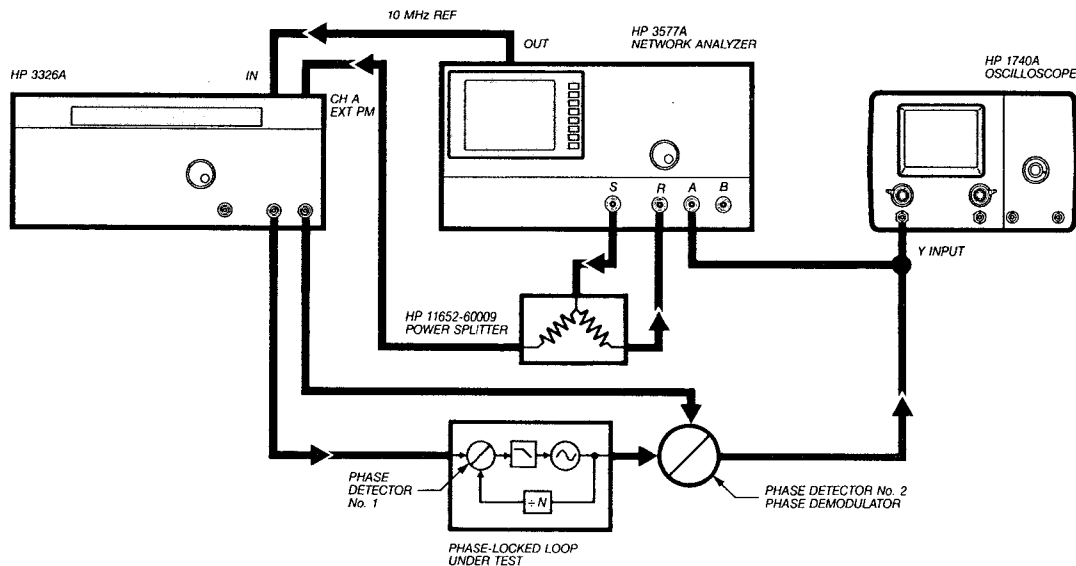 10 MHz REF
HP 3577A
NETWORK ANALYZER
OUT
HP 1740A
OSCILLOSCOPE
HP 3326A
IN
CH A
EXT PM
S
R
A
B
Y INPUT
HP 11652-60009
POWER SPLITTER
PHASE
DETECTOR
No. 1
÷ N
PHASE DETECTOR No. 2
PHASE DEMODULATOR
PHASE-LOCKED LOOP
UNDER TEST